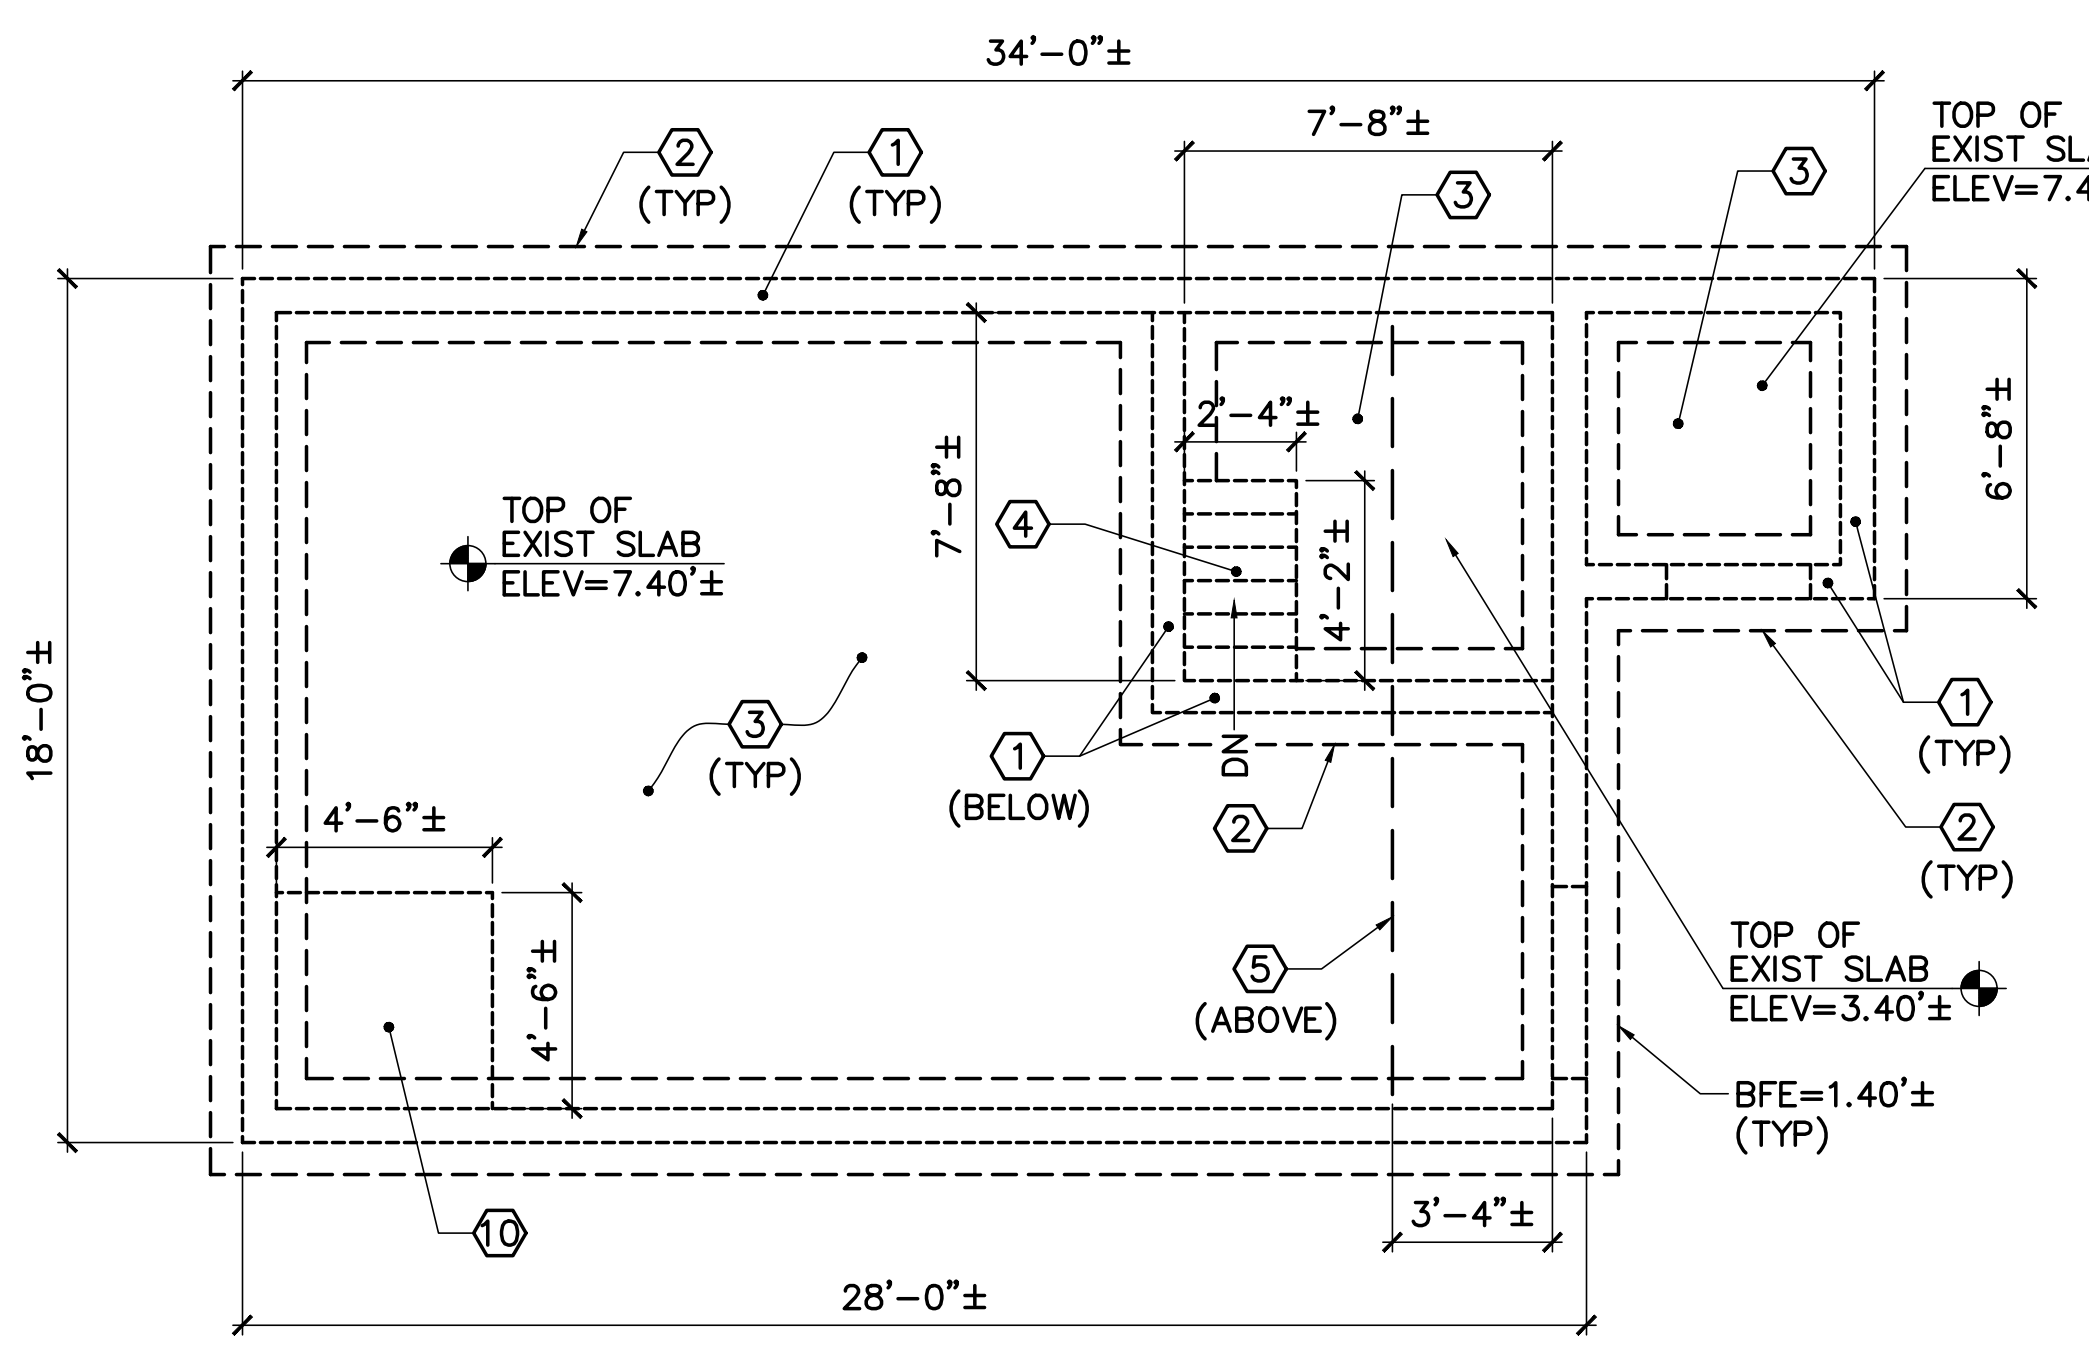 34'-0"±
7'-8"±
2
(TYP)
1
(TYP)
3
3
TOP OF
EXIST
ELEV=7.4
2'-4"±
7'-8"±
4'-2"±
6'-8"±
4
TOP OF
EXIST SLAB
ELEV=7.40'±
18'-0"±
3
(TYP)
1
(BELOW)
DN
2
1
(TYP)
2
(TYP)
4'-6"±
4'-6"±
5
(ABOVE)
TOP OF
EXIST SLAB
ELEV=3.40'±
BFE=1.40'±
(TYP)
10
3'-4"±
28'-0"±